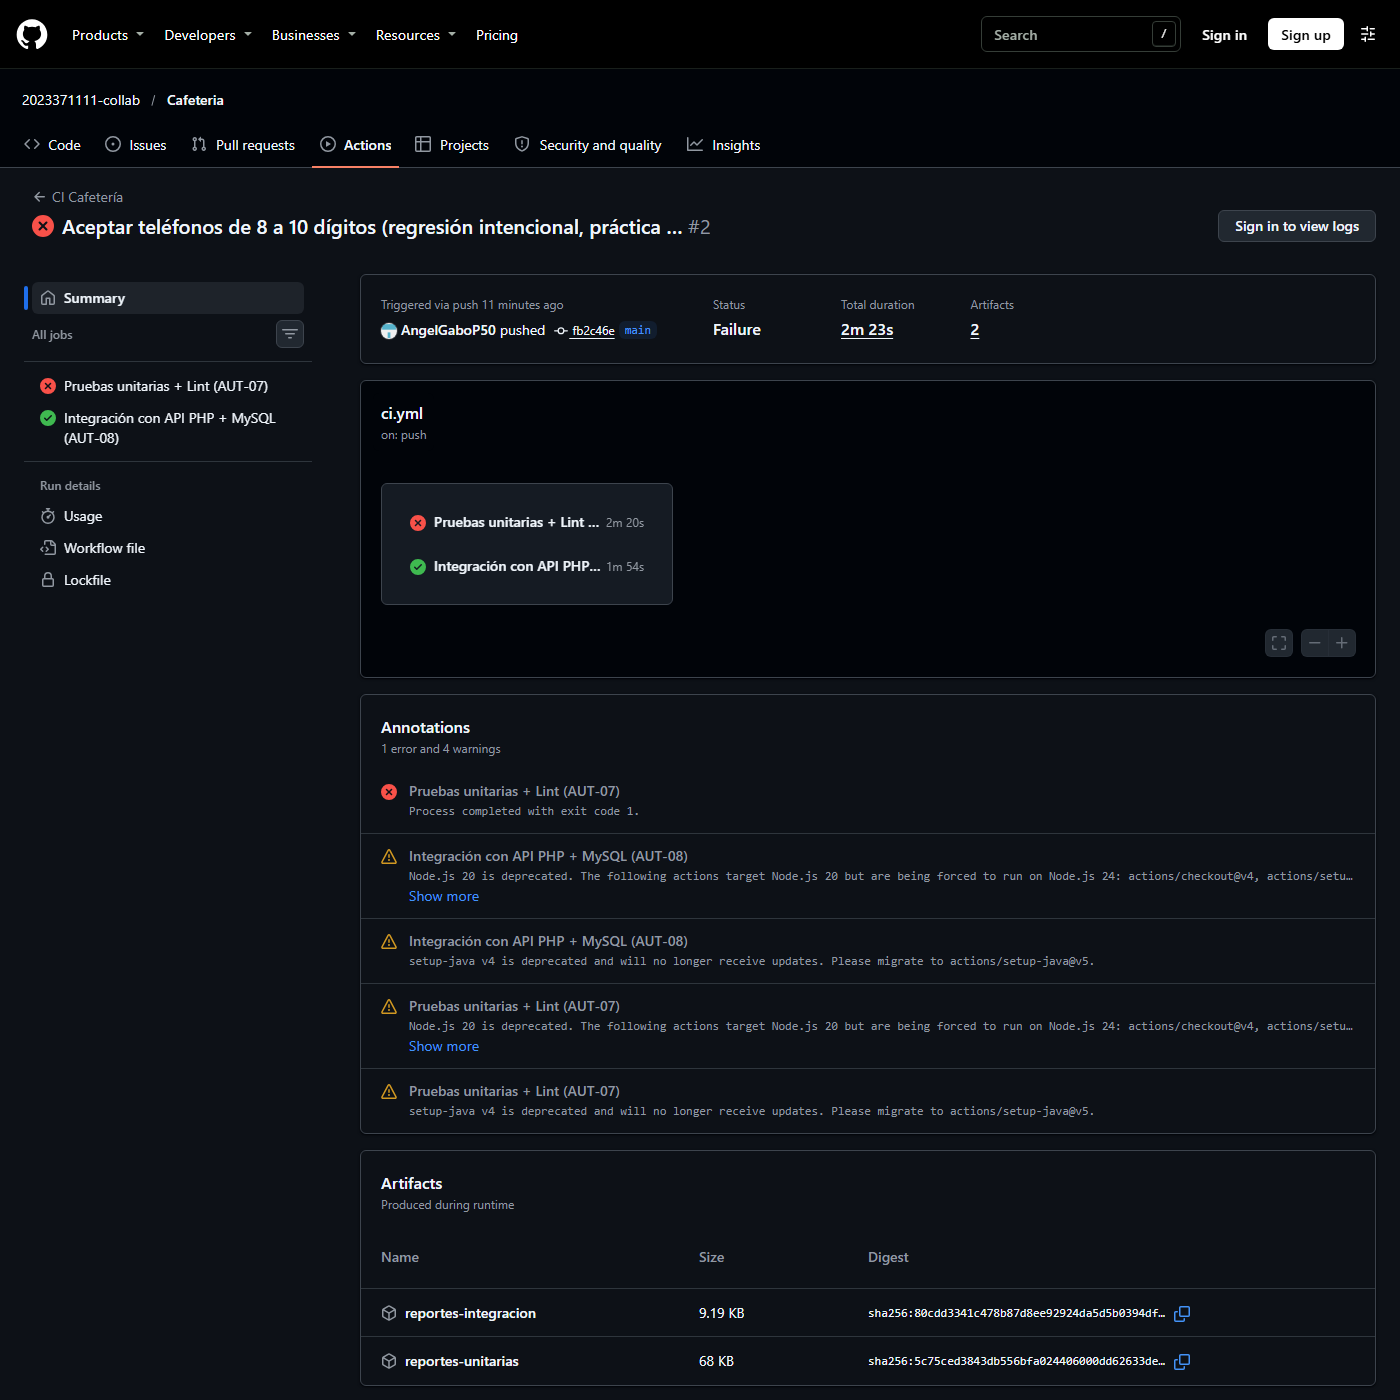 Products
Developers
Businesses
Resources
Pricing
Search
/
Sign in
Sign up
2023371111-collab / Cafeteria
Code
Issues
Pull requests
Actions
Projects
Security and quality
Insights
CI Cafetería
Aceptar teléfonos de 8 a 10 dígitos (regresión intencional, práctica ... #2
Sign in to view logs
Summary
All jobs
Pruebas unitarias + Lint (AUT-07)
Integración con API PHP + MySQL
(AUT-08)
Run details
Usage
Workflow file
Lockfile
Triggered via push 11 minutes ago
AngelGaboP50 pushed fb2c46e main
Status
Failure
Total duration
2m 23s
Artifacts
2
ci.yml
on: push
Pruebas unitarias + Lint ... 2m 20s
Integración con API PHP... 1m 54s
Annotations
1 error and 4 warnings
Pruebas unitarias + Lint (AUT-07)
Process completed with exit code 1.
Integración con API PHP + MySQL (AUT-08)
Node.js 20 is deprecated. The following actions target Node.js 20 but are being forced to run on Node.js 24: actions/checkout@v4, actions/setu…
Show more
Integración con API PHP + MySQL (AUT-08)
setup-java v4 is deprecated and will no longer receive updates. Please migrate to actions/setup-java@v5.
Pruebas unitarias + Lint (AUT-07)
Node.js 20 is deprecated. The following actions target Node.js 20 but are being forced to run on Node.js 24: actions/checkout@v4, actions/setu…
Show more
Pruebas unitarias + Lint (AUT-07)
setup-java v4 is deprecated and will no longer receive updates. Please migrate to actions/setup-java@v5.
Artifacts
Produced during runtime
Name Size Digest
reportes-integracion 9.19 KB sha256:80cdd3341c478b87d8ee92924da5d5b0394df…
reportes-unitarias 68 KB sha256:5c75ced3843db556bfa024406000dd62633de…